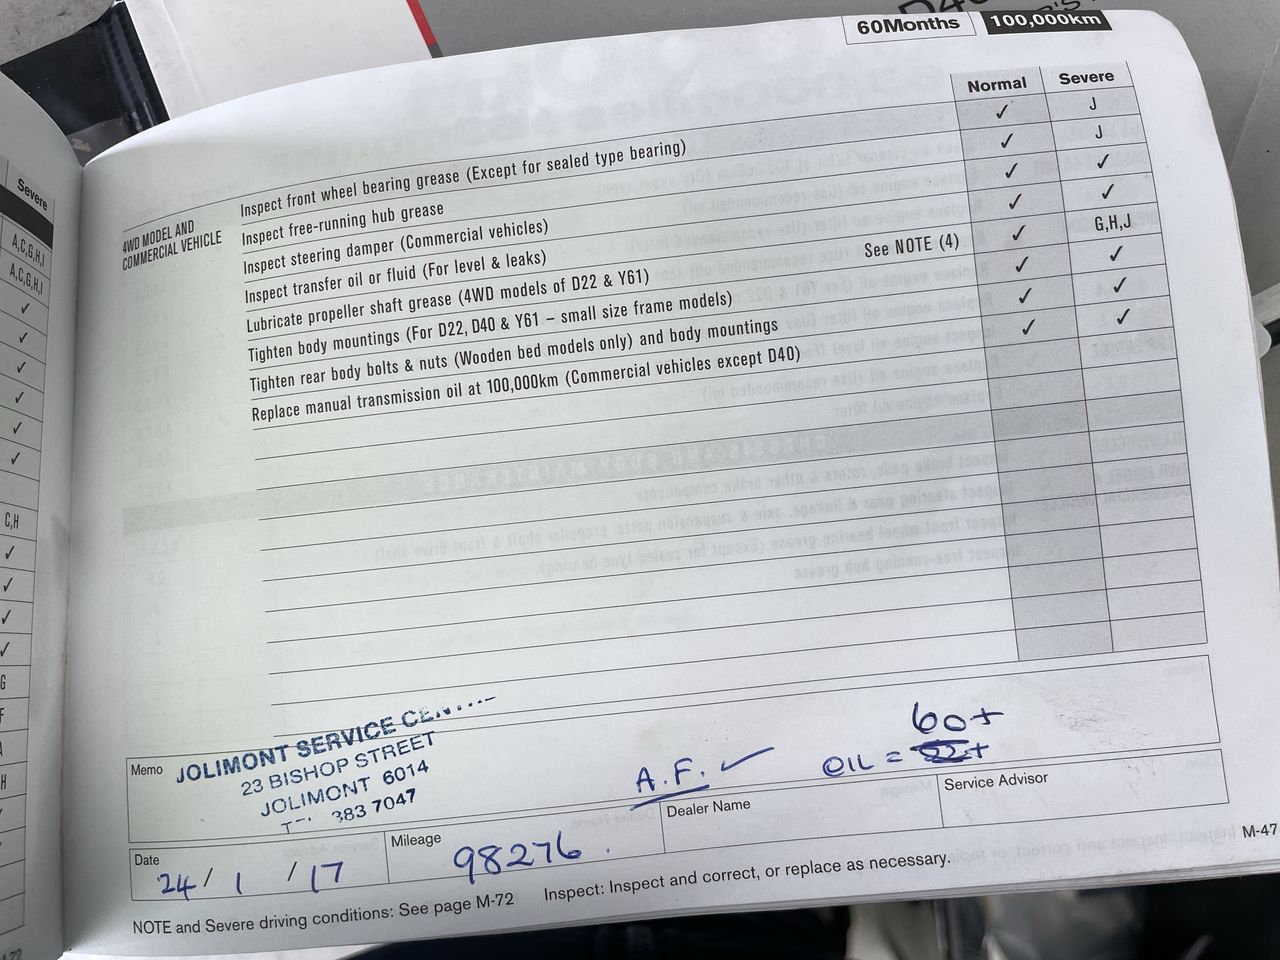 D40
60Months 100,000km
Normal Severe
4WD MODEL AND
COMMERCIAL VEHICLE
Inspect front wheel bearing grease (Except for sealed type bearing) ✓ J
Inspect free-running hub grease ✓ J
Inspect steering damper (Commercial vehicles) ✓ ✓
Inspect transfer oil or fluid (For level & leaks) ✓ ✓
Lubricate propeller shaft grease (4WD models of D22 & Y61) See NOTE (4) ✓ G,H,J
Tighten body mountings (For D22, D40 & Y61 – small size frame models) ✓ ✓
Tighten rear body bolts & nuts (Wooden bed models only) and body mountings ✓ ✓
Replace manual transmission oil at 100,000km (Commercial vehicles except D40) ✓ ✓
Severe
A,C,G,H,I
A,C,G,H,I
✓
✓
✓
✓
✓
✓
C,H
✓
✓
✓
✓
G
F
A
H
Memo
JOLIMONT SERVICE
23 BISHOP STREET
JOLIMONT 6014
383 7047
A.F. ✓
OIL = 60+
Date 24/1/17
Mileage 98276.
Dealer Name
Service Advisor
NOTE and Severe driving conditions: See page M-72 Inspect: Inspect and correct, or replace as necessary.
M-47